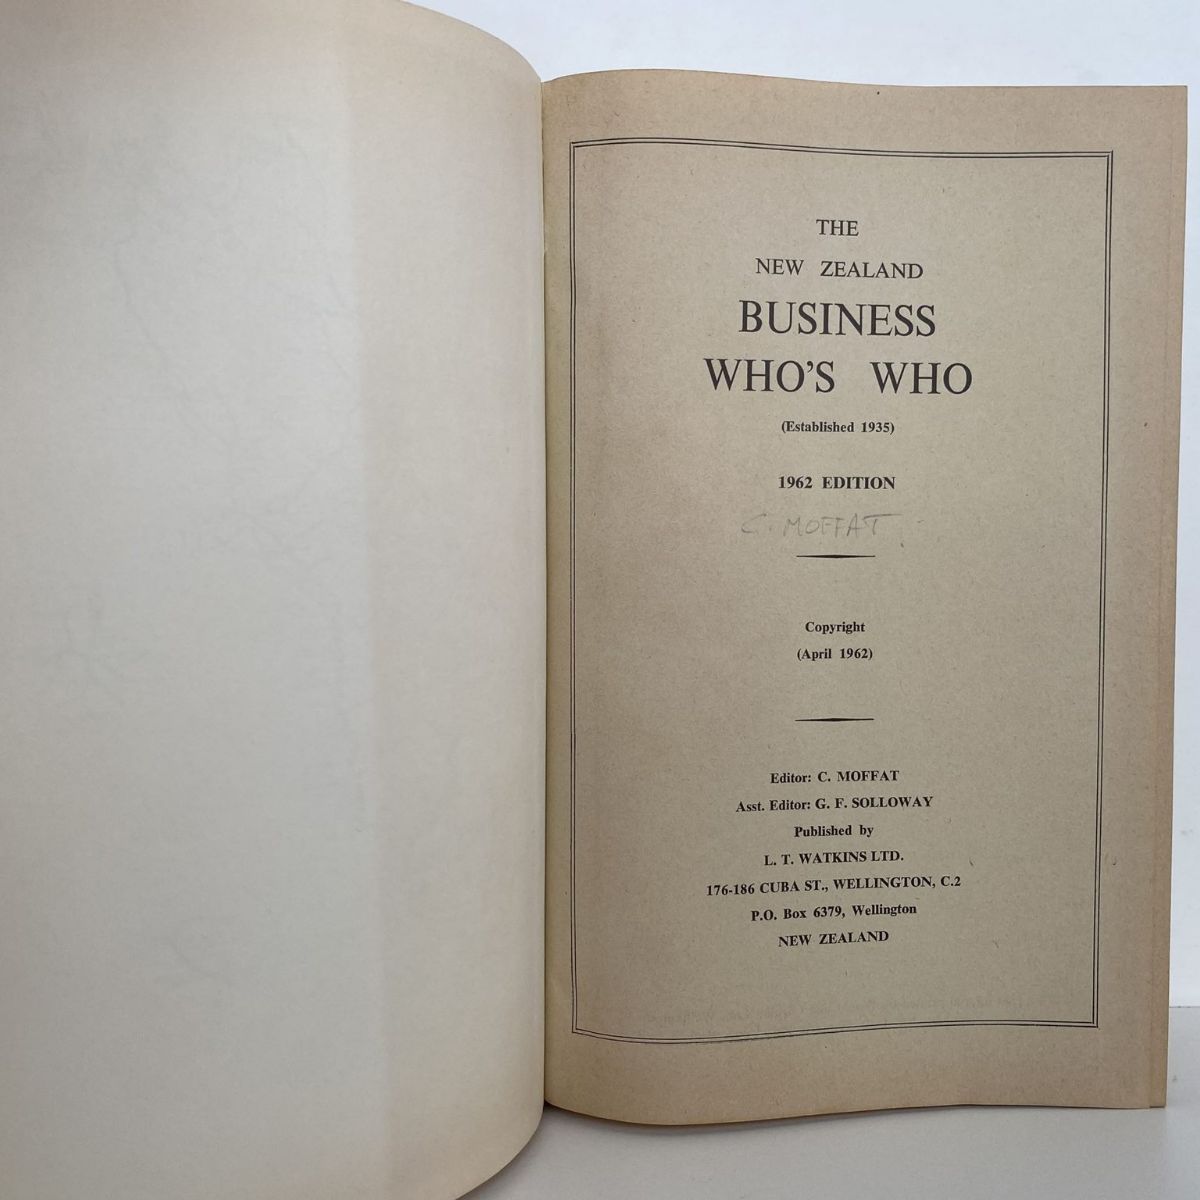 THE
NEW ZEALAND
BUSINESS
WHO'S WHO
(Established 1935)
1962 EDITION
C. MOFFAT
Copyright
(April 1962)
Editor: C. MOFFAT
Asst. Editor: G. F. SOLLOWAY
Published by
L. T. WATKINS LTD.
176-186 CUBA ST., WELLINGTON, C.2
P.O. Box 6379, Wellington
NEW ZEALAND